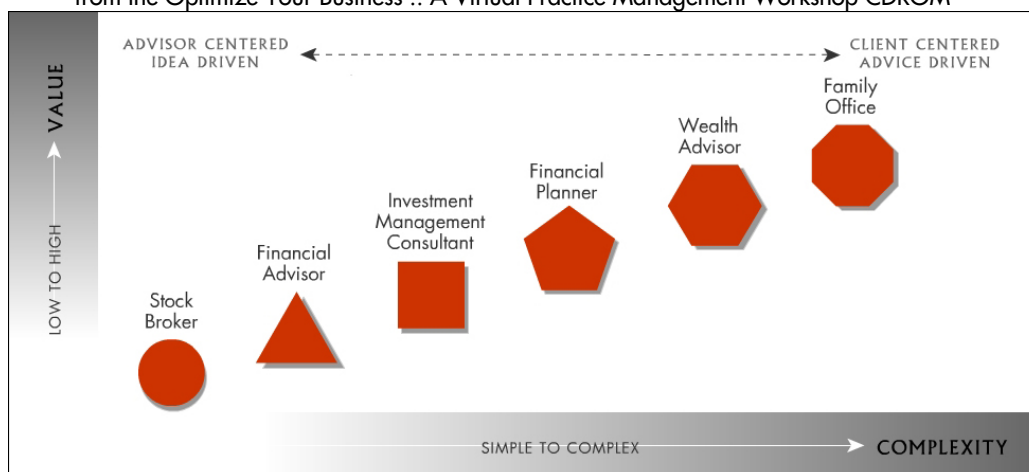 from the Optimize Your Business :: A Virtual Practice Management Workshop CDROM
ADVISOR CENTERED
IDEA DRIVEN
CLIENT CENTERED
ADVICE DRIVEN
Family
Office
Wealth
Advisor
Financial
Planner
Investment
Management
Consultant
Financial
Advisor
Stock
Broker
VALUE
LOW TO HIGH
SIMPLE TO COMPLEX
COMPLEXITY